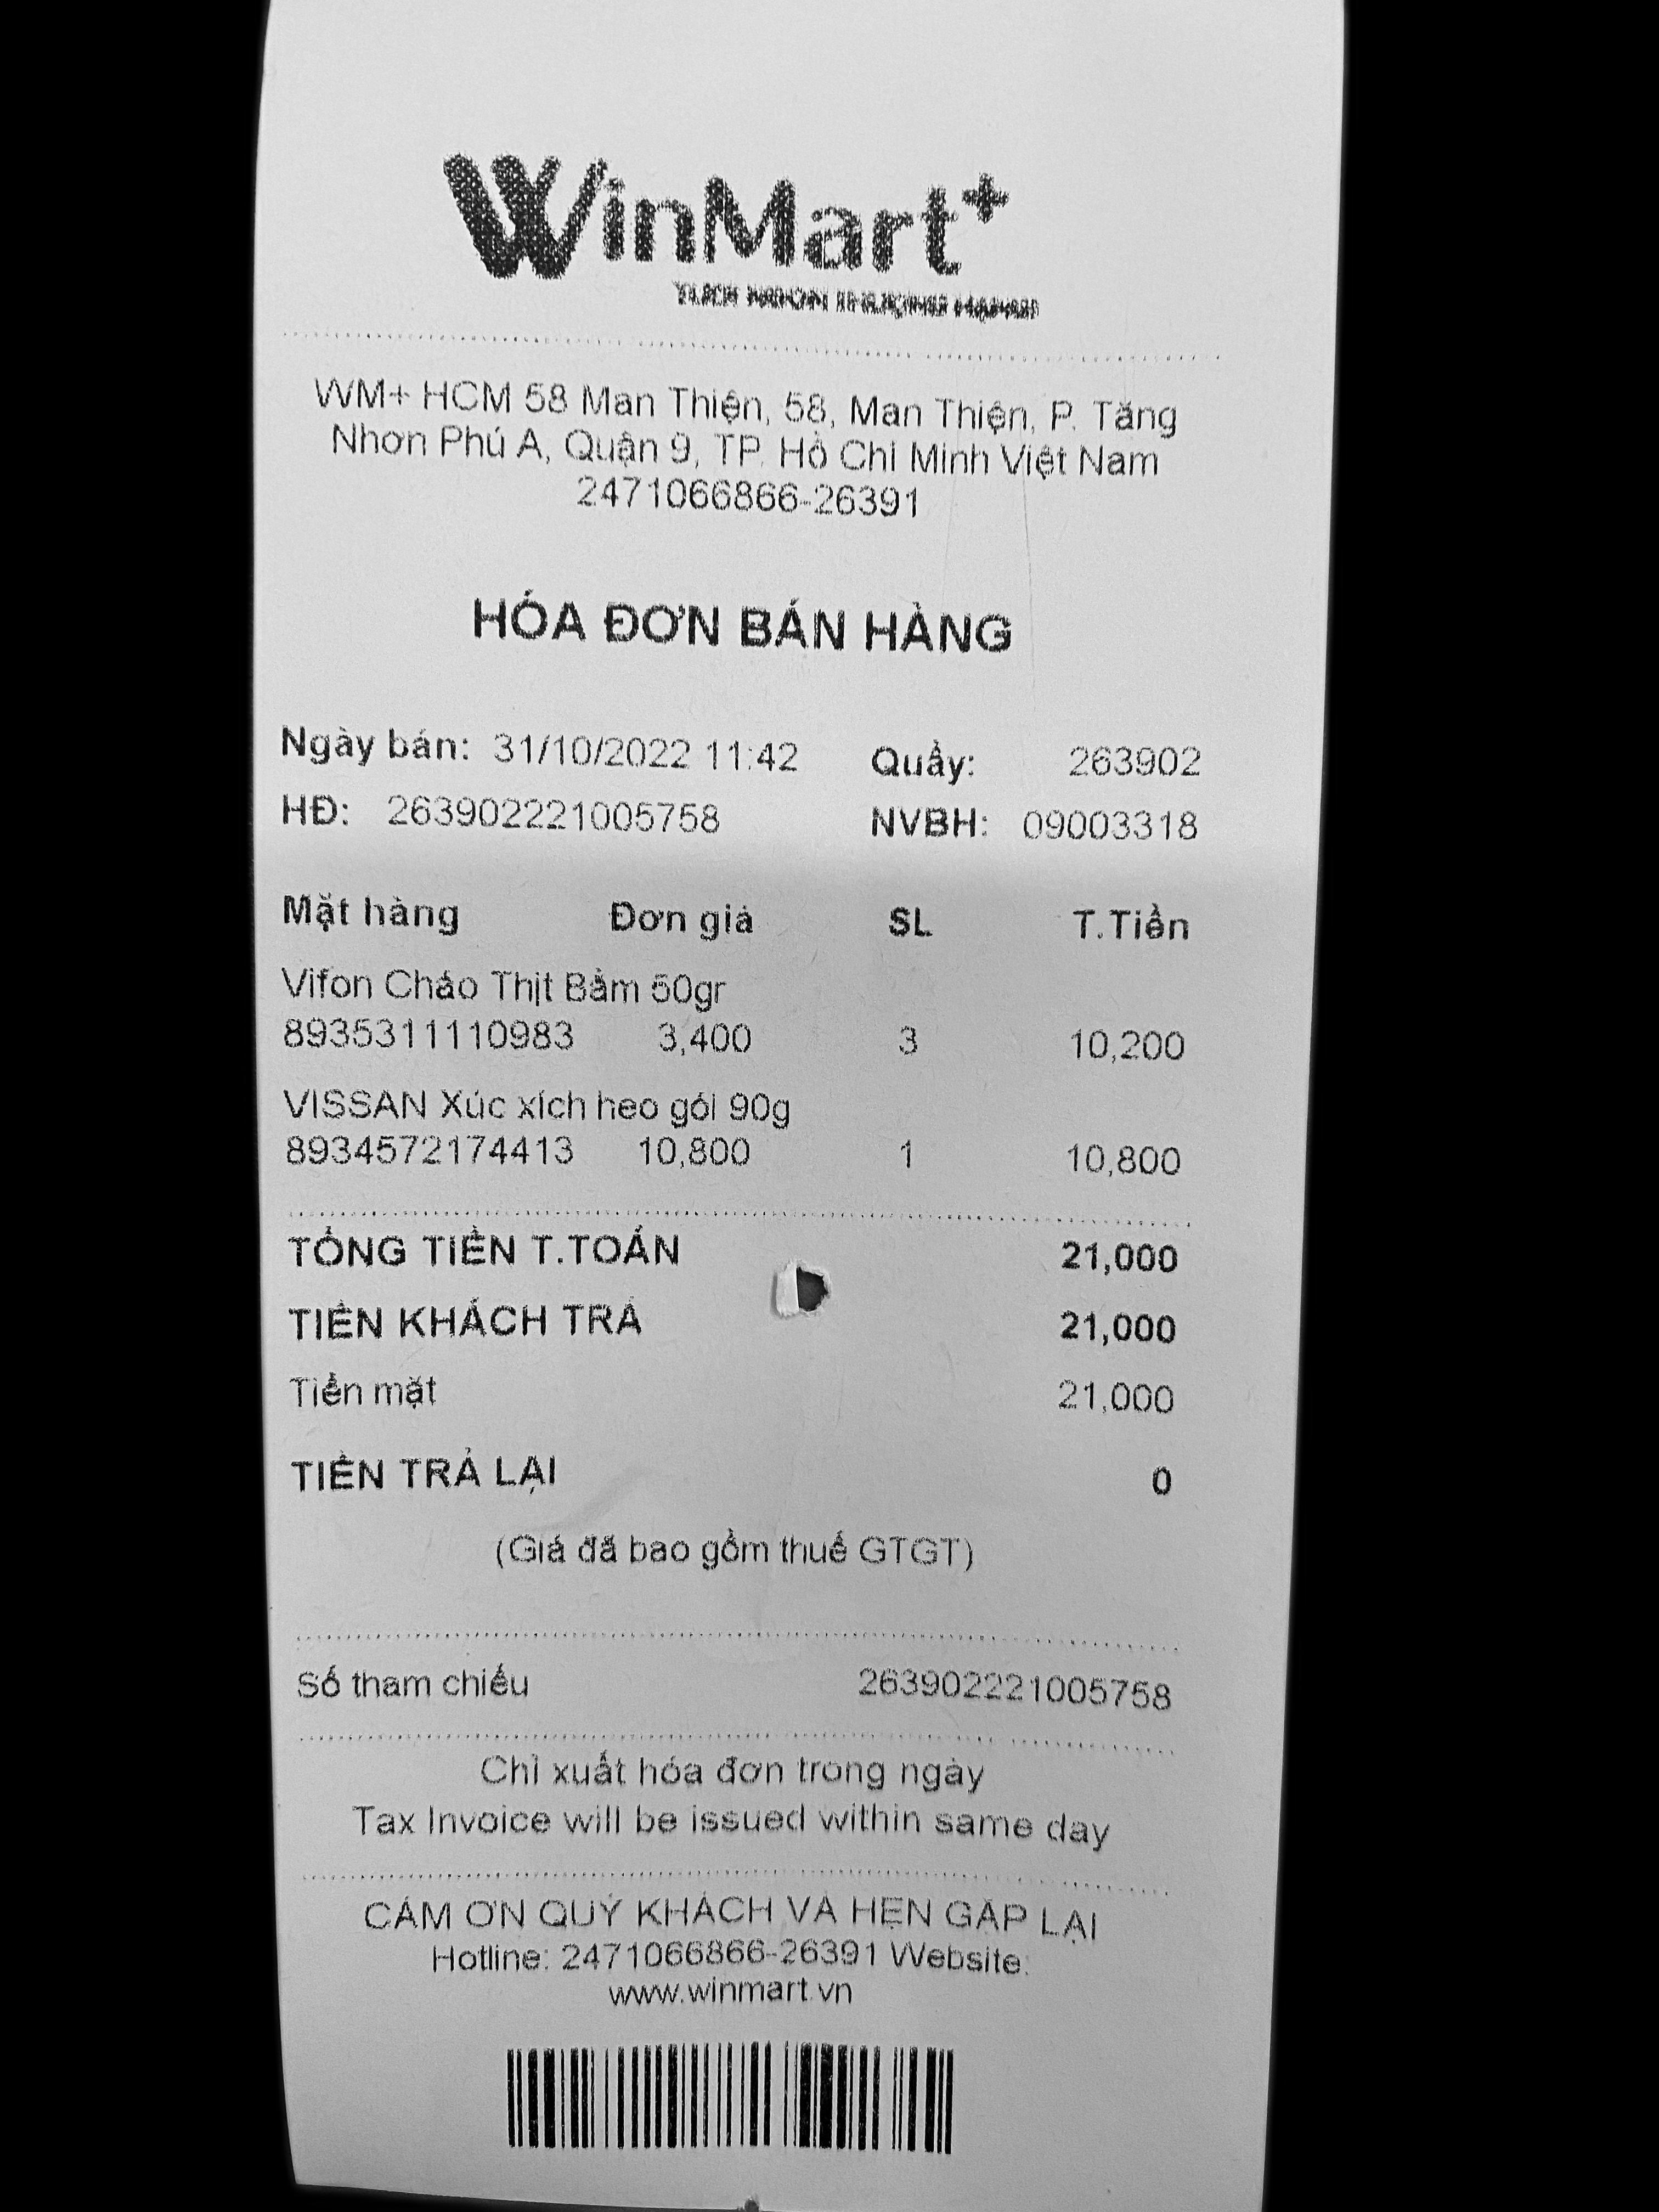 WinMart+
WM+ HCM 58 Man Thiện, 58, Man Thiện, P. Tăng
Nhơn Phú A, Quận 9, TP. Hồ Chí Minh Việt Nam
2471066866-26391
HÓA ĐƠN BÁN HÀNG
Ngày bán: 31/10/2022 11:42 Quầy: 263902
HĐ: 263902221005758 NVBH: 09003318
Mặt hàng Đơn giá SL T.Tiền
Vifon Cháo Thịt Bằm 50gr
8935311110983 3,400 3 10,200
VISSAN Xúc xích heo gói 90g
8934572174413 10,800 1 10,800
TỔNG TIỀN T.TOÁN 21,000
TIỀN KHÁCH TRẢ 21,000
Tiền mặt 21,000
TIỀN TRẢ LẠI 0
(Giá đã bao gồm thuế GTGT)
Số tham chiếu 263902221005758
Chỉ xuất hóa đơn trong ngày
Tax Invoice will be issued within same day
CẢM ƠN QUÝ KHÁCH VÀ HẸN GẶP LẠI
Hotline: 2471066866-26391 Website:
www.winmart.vn